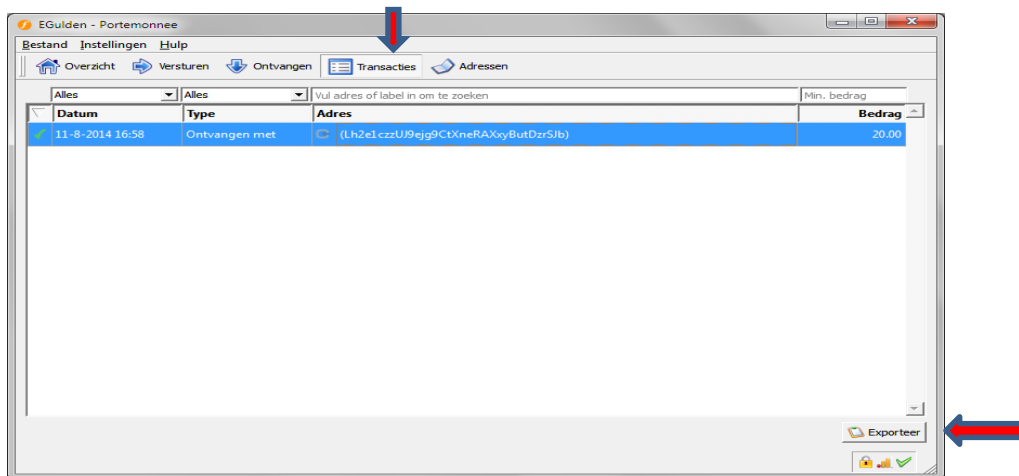 EGulden - Portemonnee
Bestand Instellingen Hulp
Overzicht Versturen Ontvangen Transacties Adressen
Alles Alles Vul adres of label in om te zoeken Min. bedrag
Datum Type Adres Bedrag
11-8-2014 16:58 Ontvangen met (Lh2e1czzUJ9ejg9CtXneRAXxyButDzrSJb) 20.00
Exporteer